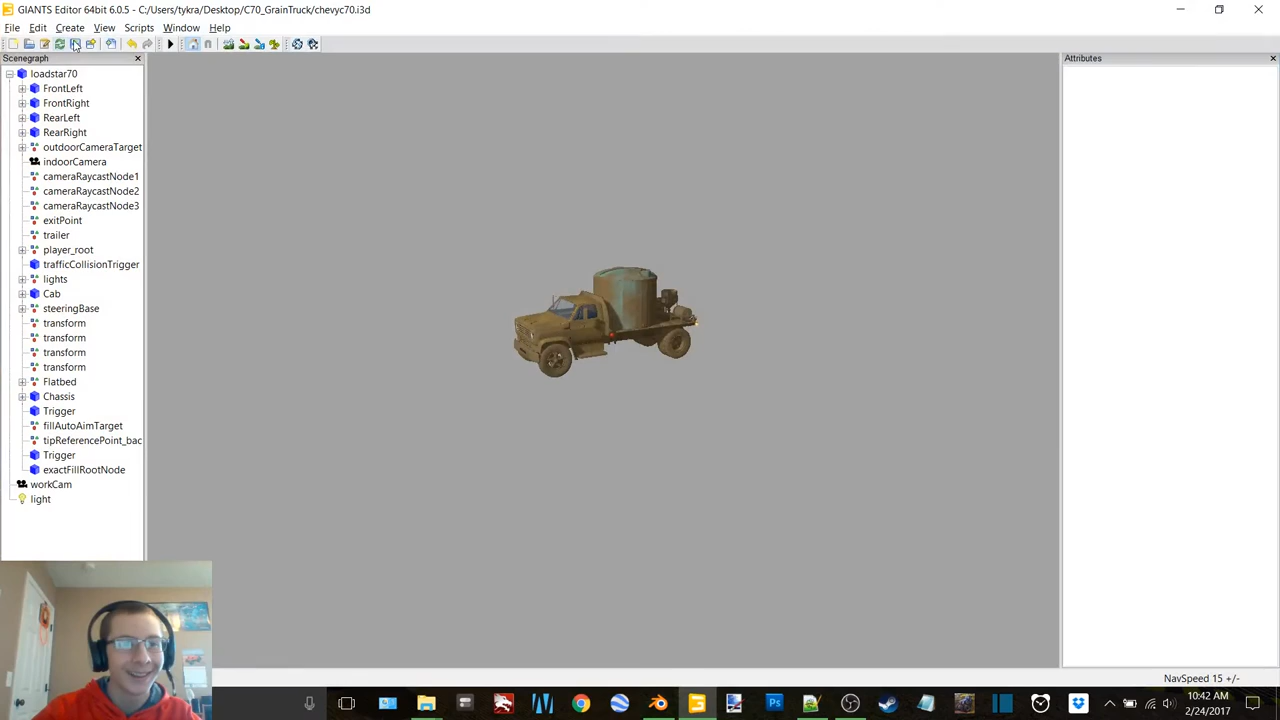 GIANTS Editor 64bit 6.0.5 - C:/Users/tykra/Desktop/C70_GrainTruck/chevyc70.i3d
File Edit Create View Scripts Window Help
Scenegraph
Attributes
loadstar70
FrontLeft
FrontRight
RearLeft
RearRight
outdoorCameraTarget
indoorCamera
cameraRaycastNode1
cameraRaycastNode2
cameraRaycastNode3
exitPoint
trailer
player_root
trafficCollisionTrigger
lights
Cab
steeringBase
transform
transform
transform
transform
Flatbed
Chassis
Trigger
fillAutoAimTarget
tipReferencePoint_bac
Trigger
exactFillRootNode
workCam
light
NavSpeed 15 +/-
Ps
10:42 AM
2/24/2017